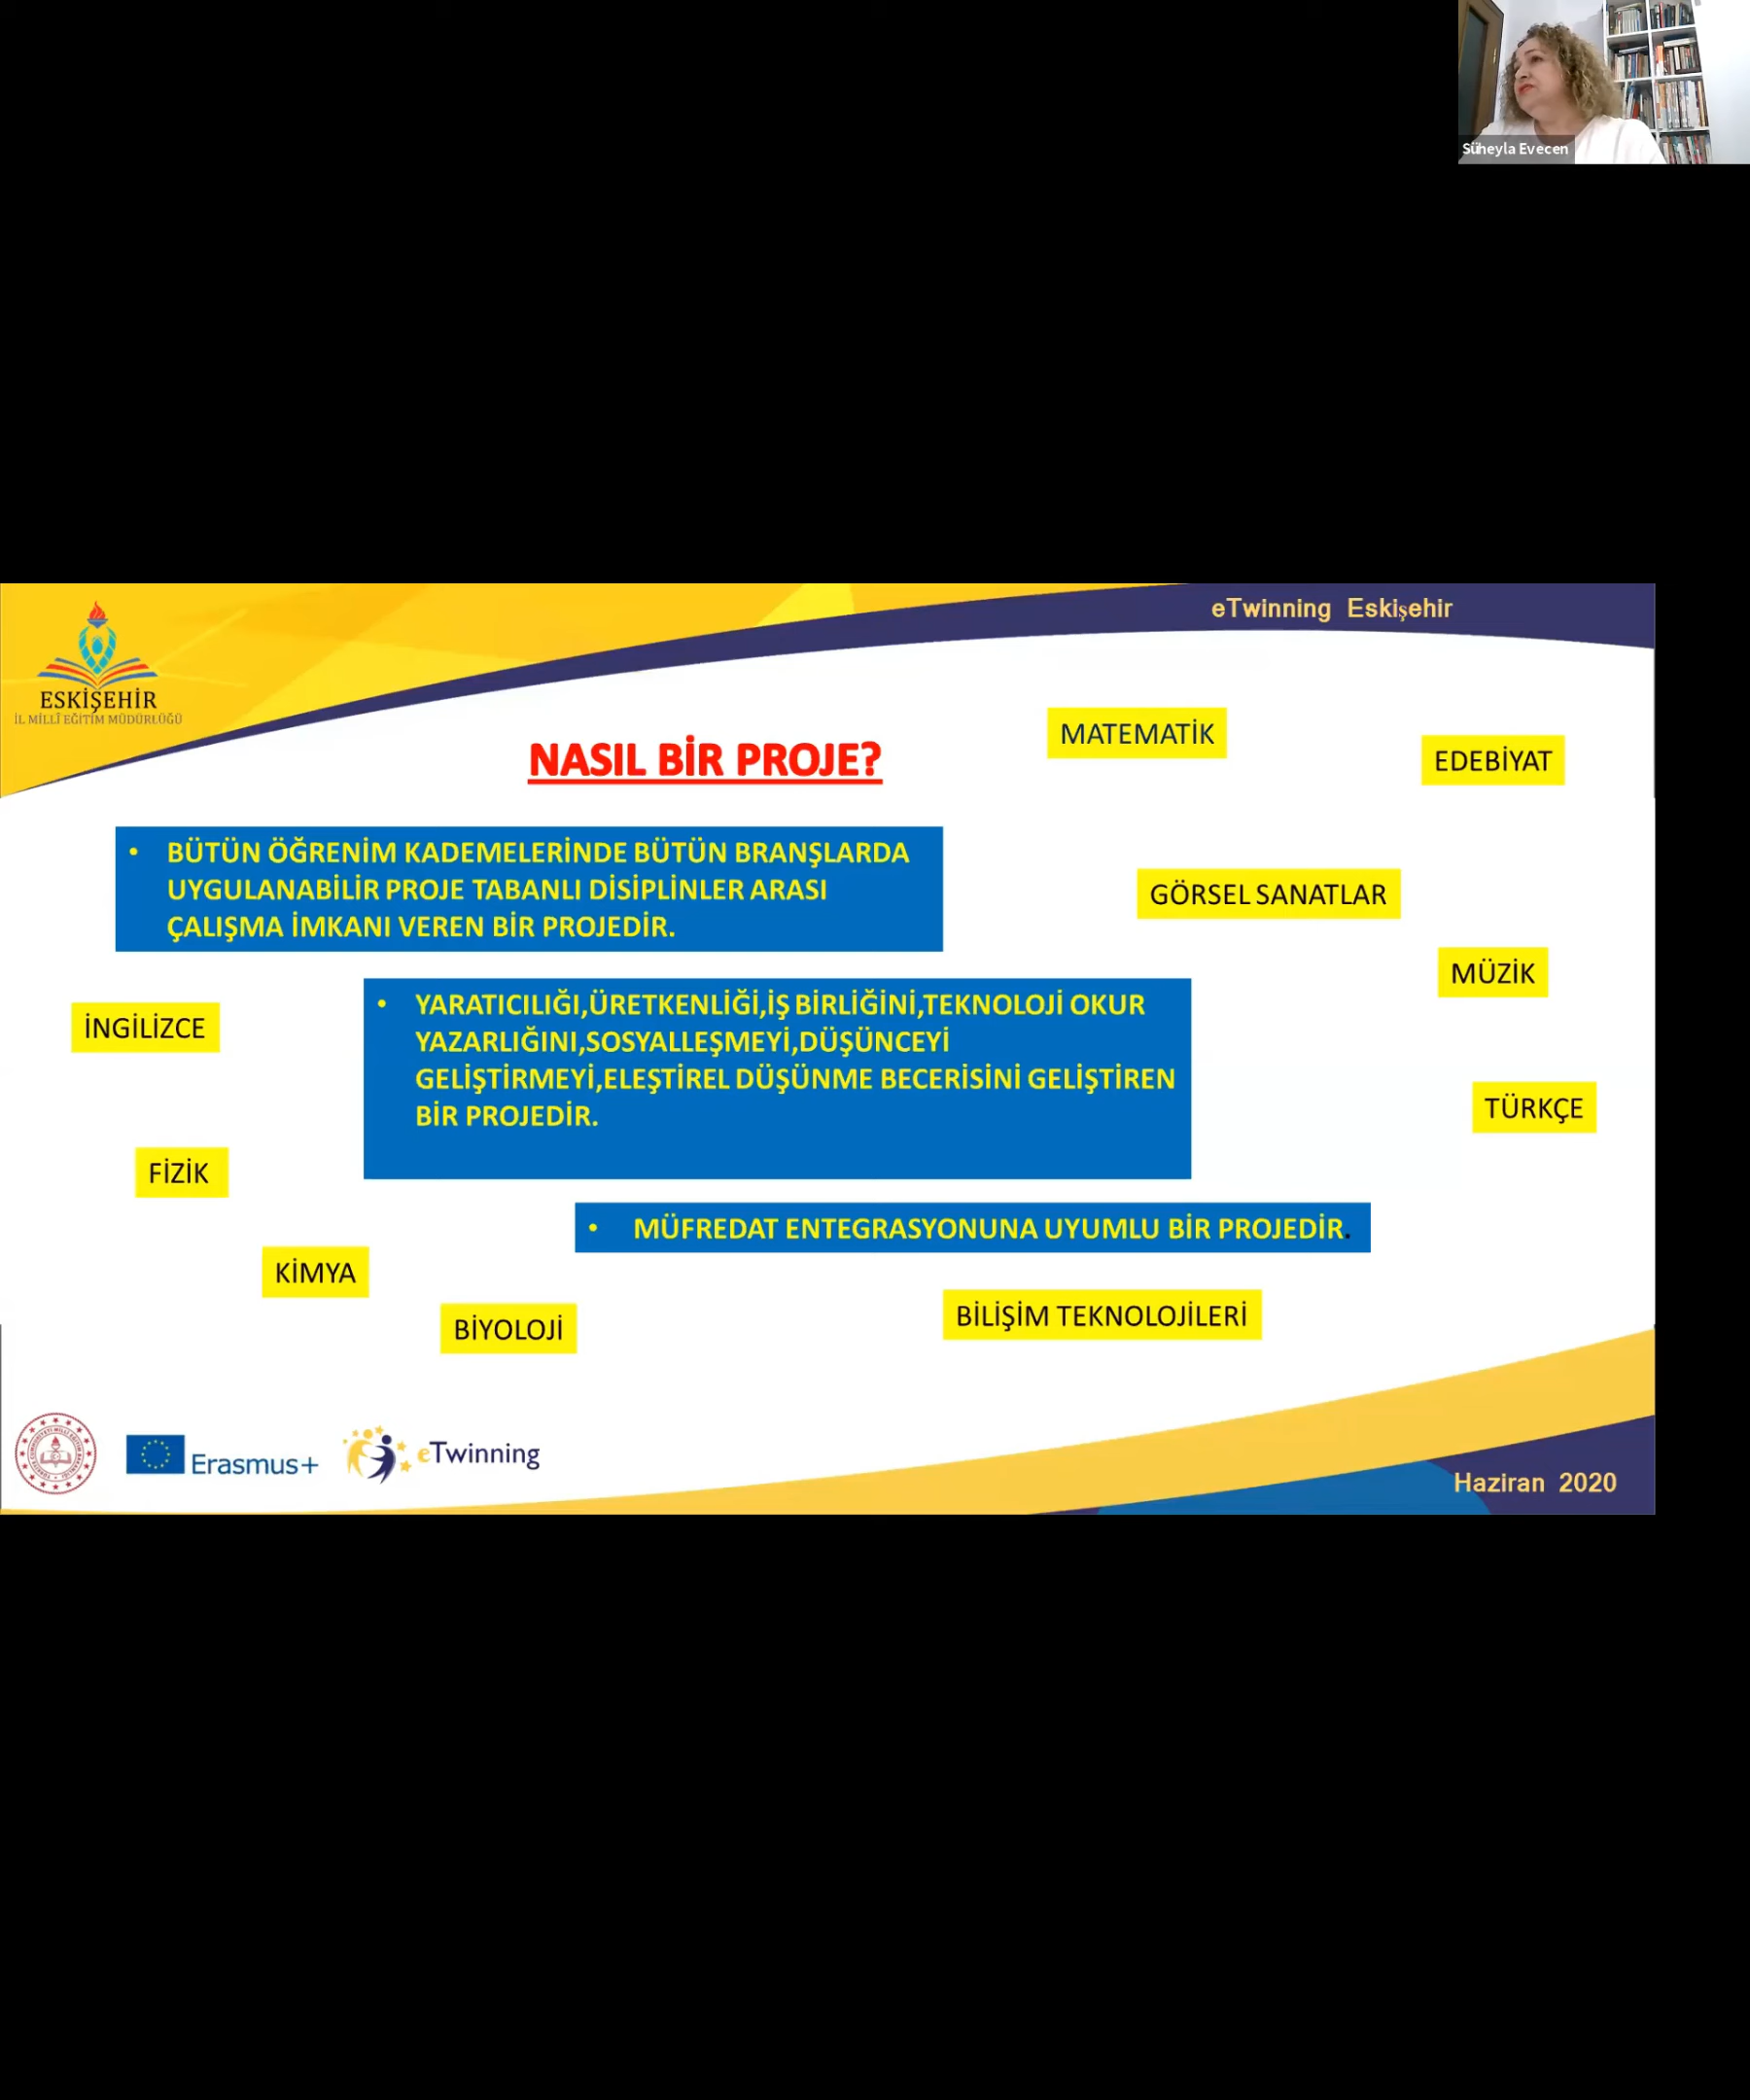 Süheyla Evecen
eTwinning Eskişehir
ESKİŞEHİR
İL MİLLÎ EĞİTİM MÜDÜRLÜĞÜ
NASIL BİR PROJE?
MATEMATİK
EDEBİYAT
• BÜTÜN ÖĞRENİM KADEMELERİNDE BÜTÜN BRANŞLARDA
UYGULANABİLİR PROJE TABANLI DİSİPLİNLER ARASI
ÇALIŞMA İMKANI VEREN BİR PROJEDİR.
GÖRSEL SANATLAR
MÜZİK
İNGİLİZCE
• YARATICILIĞI,ÜRETKENLİĞİ,İŞ BİRLİĞİNİ,TEKNOLOJİ OKUR
YAZARLIĞINI,SOSYALLEŞMEYİ,DÜŞÜNCEYİ
GELİŞTİRMEYİ,ELEŞTİREL DÜŞÜNME BECERİSİNİ GELİŞTİREN
BİR PROJEDİR.
TÜRKÇE
FİZİK
• MÜFREDAT ENTEGRASYONUNA UYUMLU BİR PROJEDİR.
KİMYA
BİYOLOJİ
BİLİŞİM TEKNOLOJİLERİ
Erasmus+
eTwinning
Haziran 2020